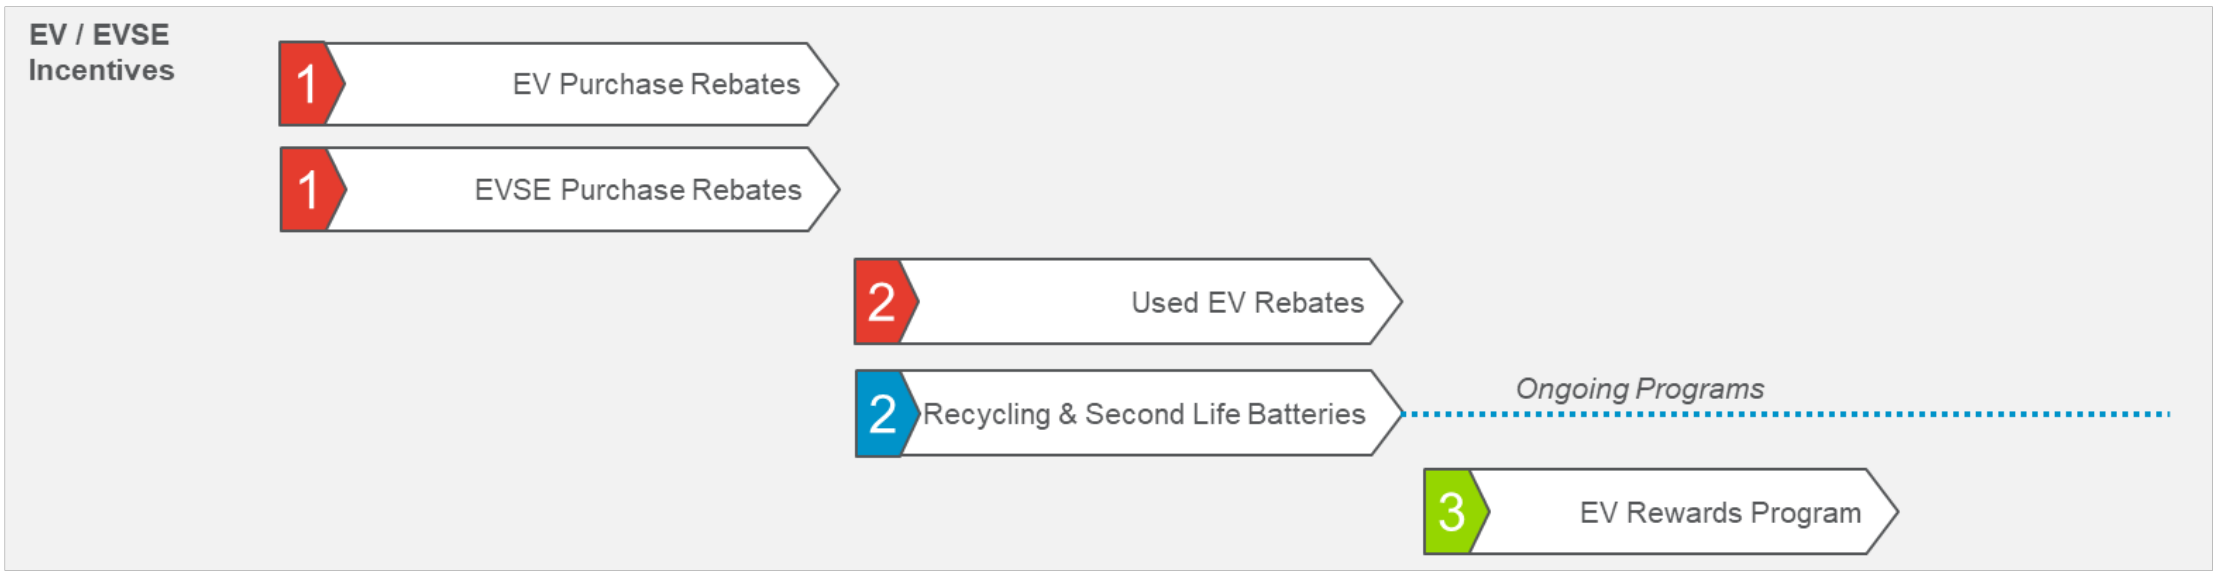 EV / EVSE
Incentives
1
EV Purchase Rebates
1
EVSE Purchase Rebates
2
Used EV Rebates
2
Recycling & Second Life Batteries
Ongoing Programs
3
EV Rewards Program